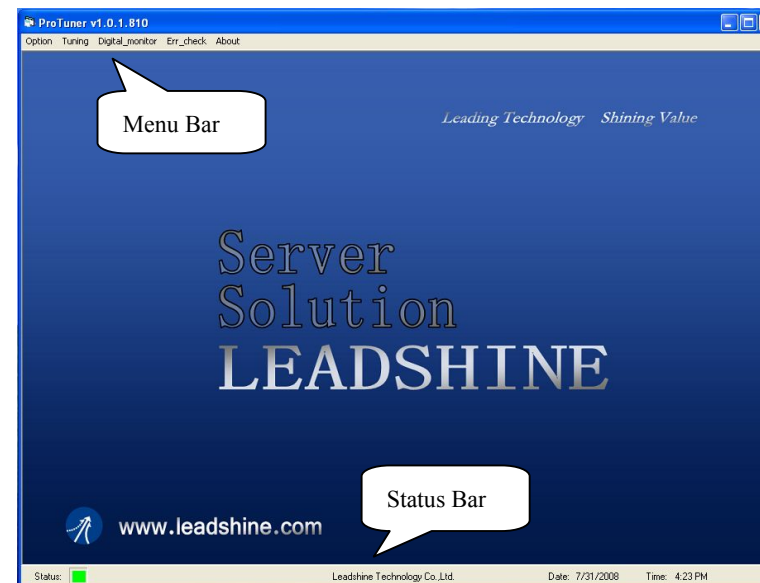 ProTuner v1.0.1.810
Option Tuning Digital_monitor Err_check About
Menu Bar
Leading Technology Shining Value
Server
Solution
LEADSHINE
Status Bar
www.leadshine.com
Status: Leadshine Technology Co.,Ltd. Date: 7/31/2008 Time: 4:23 PM